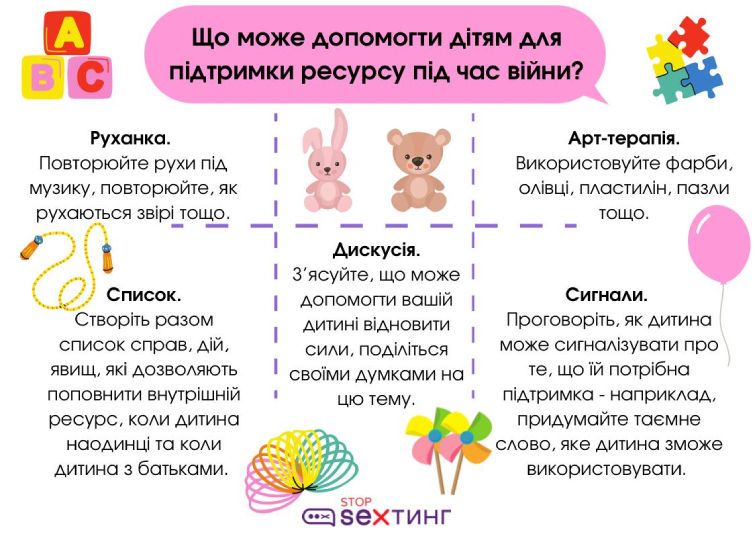 A
B C
Що може допомогти дітям для
підтримки ресурсу під час війни?
Руханка.
Повторюйте рухи під
музику, повторюйте, як
рухаються звірі тощо.
Арт-терапія.
Використовуйте фарби,
олівці, пластилін, пазли
тощо.
Список.
Створіть разом
список справ, дій,
явищ, які дозволяють
поповнити внутрішній
ресурс, коли дитина
наодинці та коли
дитина з батьками.
Дискусія.
З’ясуйте, що може
допомогти вашій
дитині відновити
сили, поділіться
своїми думками на
цю тему.
Сигнали.
Проговоріть, як дитина
може сигналізувати про
те, що їй потрібна
підтримка - наприклад,
придумайте таємне
слово, яке дитина зможе
використовувати.
STOP
sexтинг